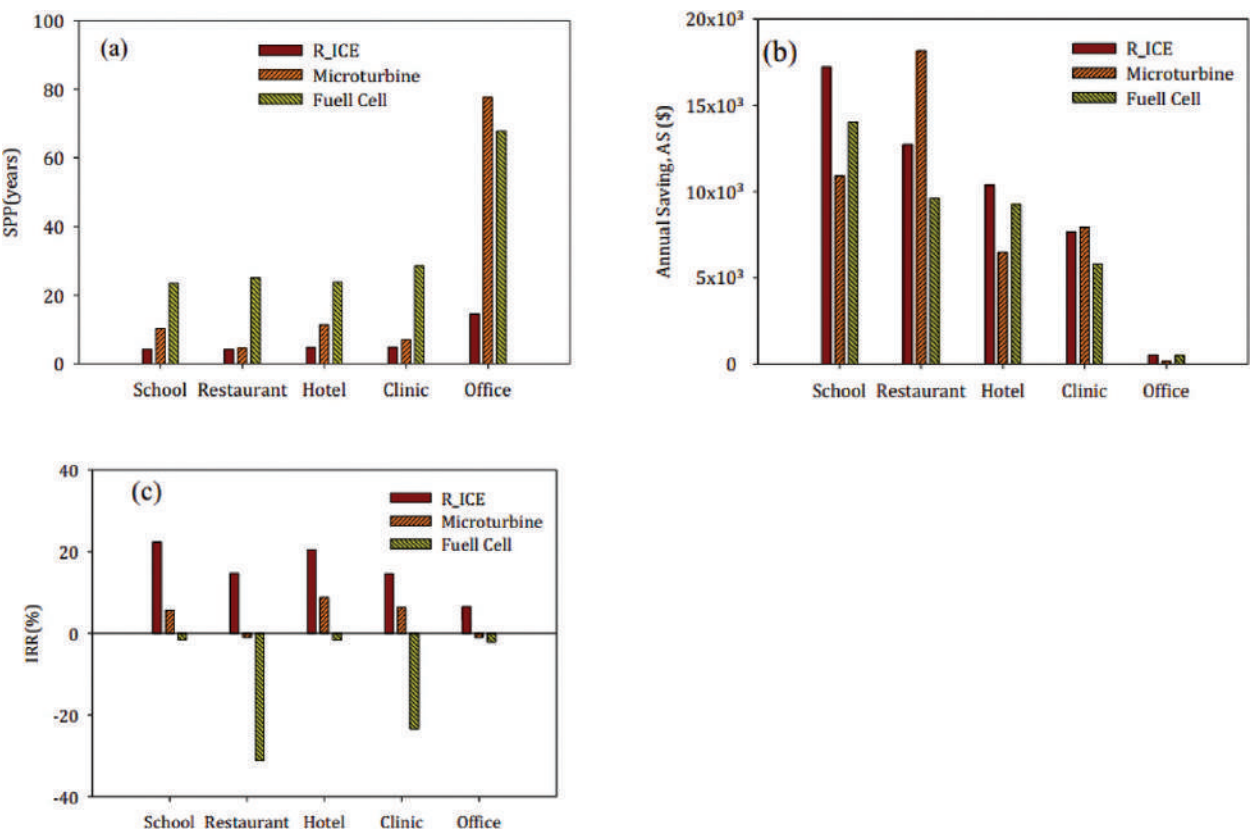 (a)
R_ICE
Microturbine
Fuell Cell
SPP(years)
100
80
60
40
20
0
School Restaurant Hotel Clinic Office
(b)
R_ICE
Microturbine
Fuell Cell
Annual Saving, AS ($)
20x10³
15x10³
10x10³
5x10³
0
School Restaurant Hotel Clinic Office
(c)
R_ICE
Microturbine
Fuell Cell
IRR(%)
40
20
0
-20
-40
School Restaurant Hotel Clinic Office